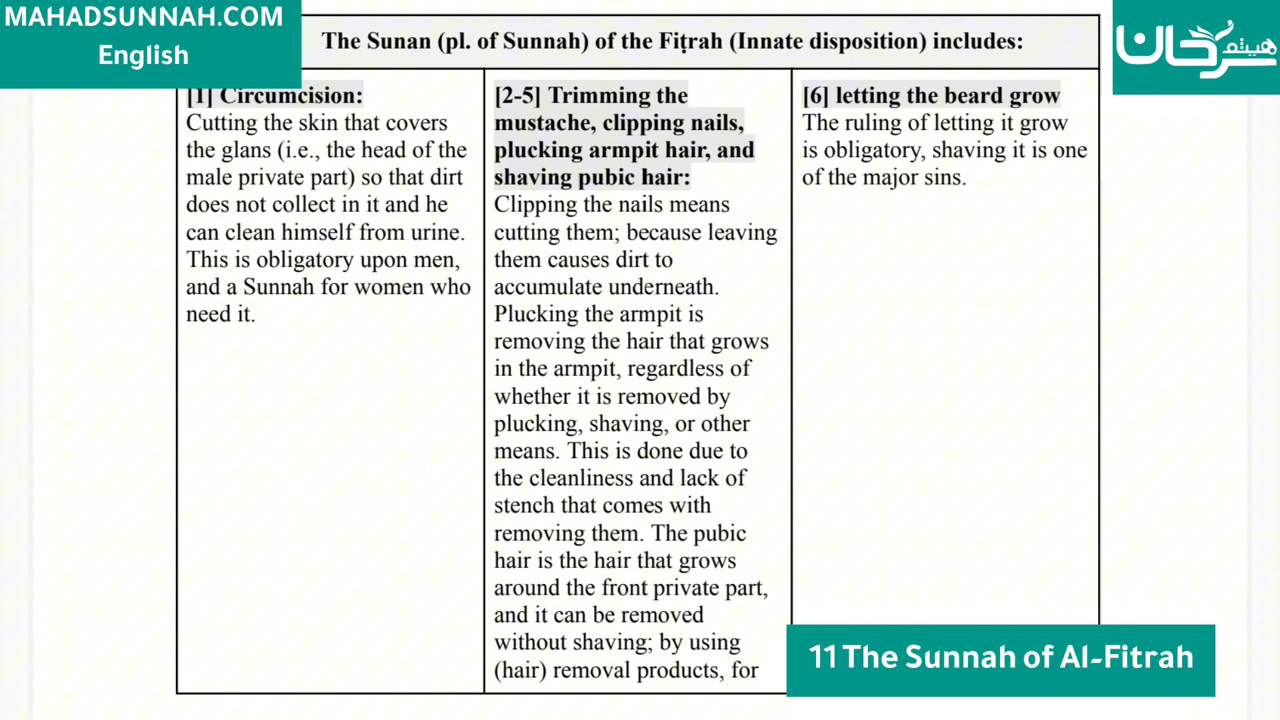 MAHADSUNNAH.COM
English
The Sunan (pl. of Sunnah) of the Fiṭrah (Innate disposition) includes:
هيثم
سرحان
[1] Circumcision:
Cutting the skin that covers
the glans (i.e., the head of the
male private part) so that dirt
does not collect in it and he
can clean himself from urine.
This is obligatory upon men,
and a Sunnah for women who
need it.
[2-5] Trimming the
mustache, clipping nails,
plucking armpit hair, and
shaving pubic hair:
Clipping the nails means
cutting them; because leaving
them causes dirt to
accumulate underneath.
Plucking the armpit is
removing the hair that grows
in the armpit, regardless of
whether it is removed by
plucking, shaving, or other
means. This is done due to
the cleanliness and lack of
stench that comes with
removing them. The pubic
hair is the hair that grows
around the front private part,
and it can be removed
without shaving; by using
(hair) removal products, for
[6] letting the beard grow
The ruling of letting it grow
is obligatory, shaving it is one
of the major sins.
11 The Sunnah of Al-Fitrah